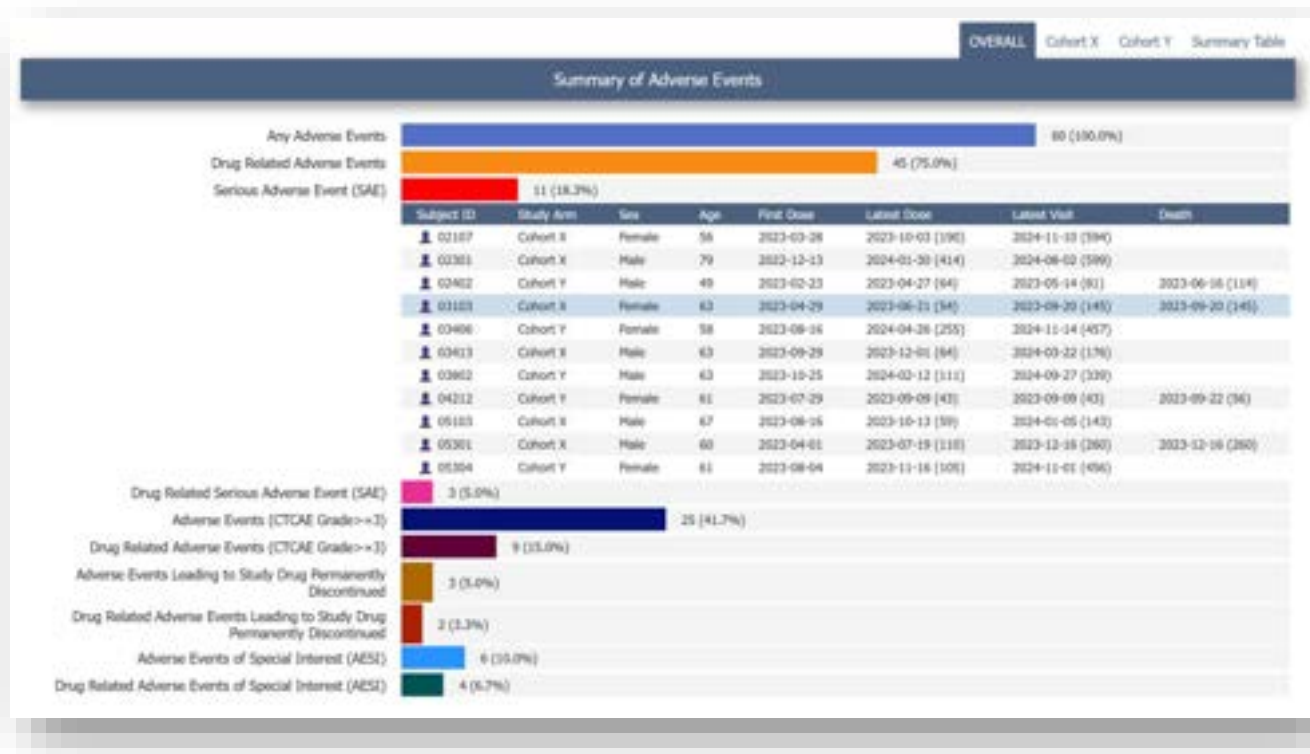 OVERALL Cohort X Cohort Y Summary Table
Summary of Adverse Events
Any Adverse Events 60 (100.0%)
Drug Related Adverse Events 45 (75.0%)
Serious Adverse Event (SAE) 11 (18.3%)
Subject ID Study Arm Sex Age First Dose Latest Dose Latest Visit Death
02107 Cohort X Female 56 2023-03-28 2023-10-03 (190) 2024-11-10 (594)
02301 Cohort X Male 79 2022-12-13 2024-01-30 (414) 2024-08-02 (599)
02402 Cohort Y Male 49 2023-02-23 2023-04-27 (64) 2023-05-14 (81) 2023-06-16 (114)
03103 Cohort X Female 63 2023-04-29 2023-06-21 (54) 2023-09-20 (145) 2023-09-20 (145)
Cohort Y Female 58 2023-08-16 2024-04-26 (255) 2024-11-14 (457)
03413 Cohort X Male 63 2023-09-29 2023-12-01 (64) 2024-03-22 (176)
Cohort Y Male 63 2023-10-25 2024-02-12 (111) 2024-09-27 (339)
04212 Cohort Y Female 61 2023-07-29 2023-09-09 (43) 2023-09-09 (43) 2023-09-22 (56)
05103 Cohort X Male 67 2023-08-16 2023-10-13 (59) 2024-01-05 (143)
05301 Cohort X Male 60 2023-04-01 2023-07-19 (110) 2023-12-16 (260) 2023-12-16 (260)
05304 Cohort Y Female 61 2023-08-04 2023-11-16 (105) 2024-11-01 (456)
Drug Related Serious Adverse Event (SAE) 3 (5.0%)
Adverse Events (CTCAE Grade>=3) 25 (41.7%)
Drug Related Adverse Events (CTCAE Grade>=3) 9 (15.0%)
Adverse Events Leading to Study Drug Permanently
Discontinued 3 (5.0%)
Drug Related Adverse Events Leading to Study Drug
Permanently Discontinued 2 (3.3%)
Adverse Events of Special Interest (AESI) 6 (10.0%)
Drug Related Adverse Events of Special Interest (AESI) 4 (6.7%)